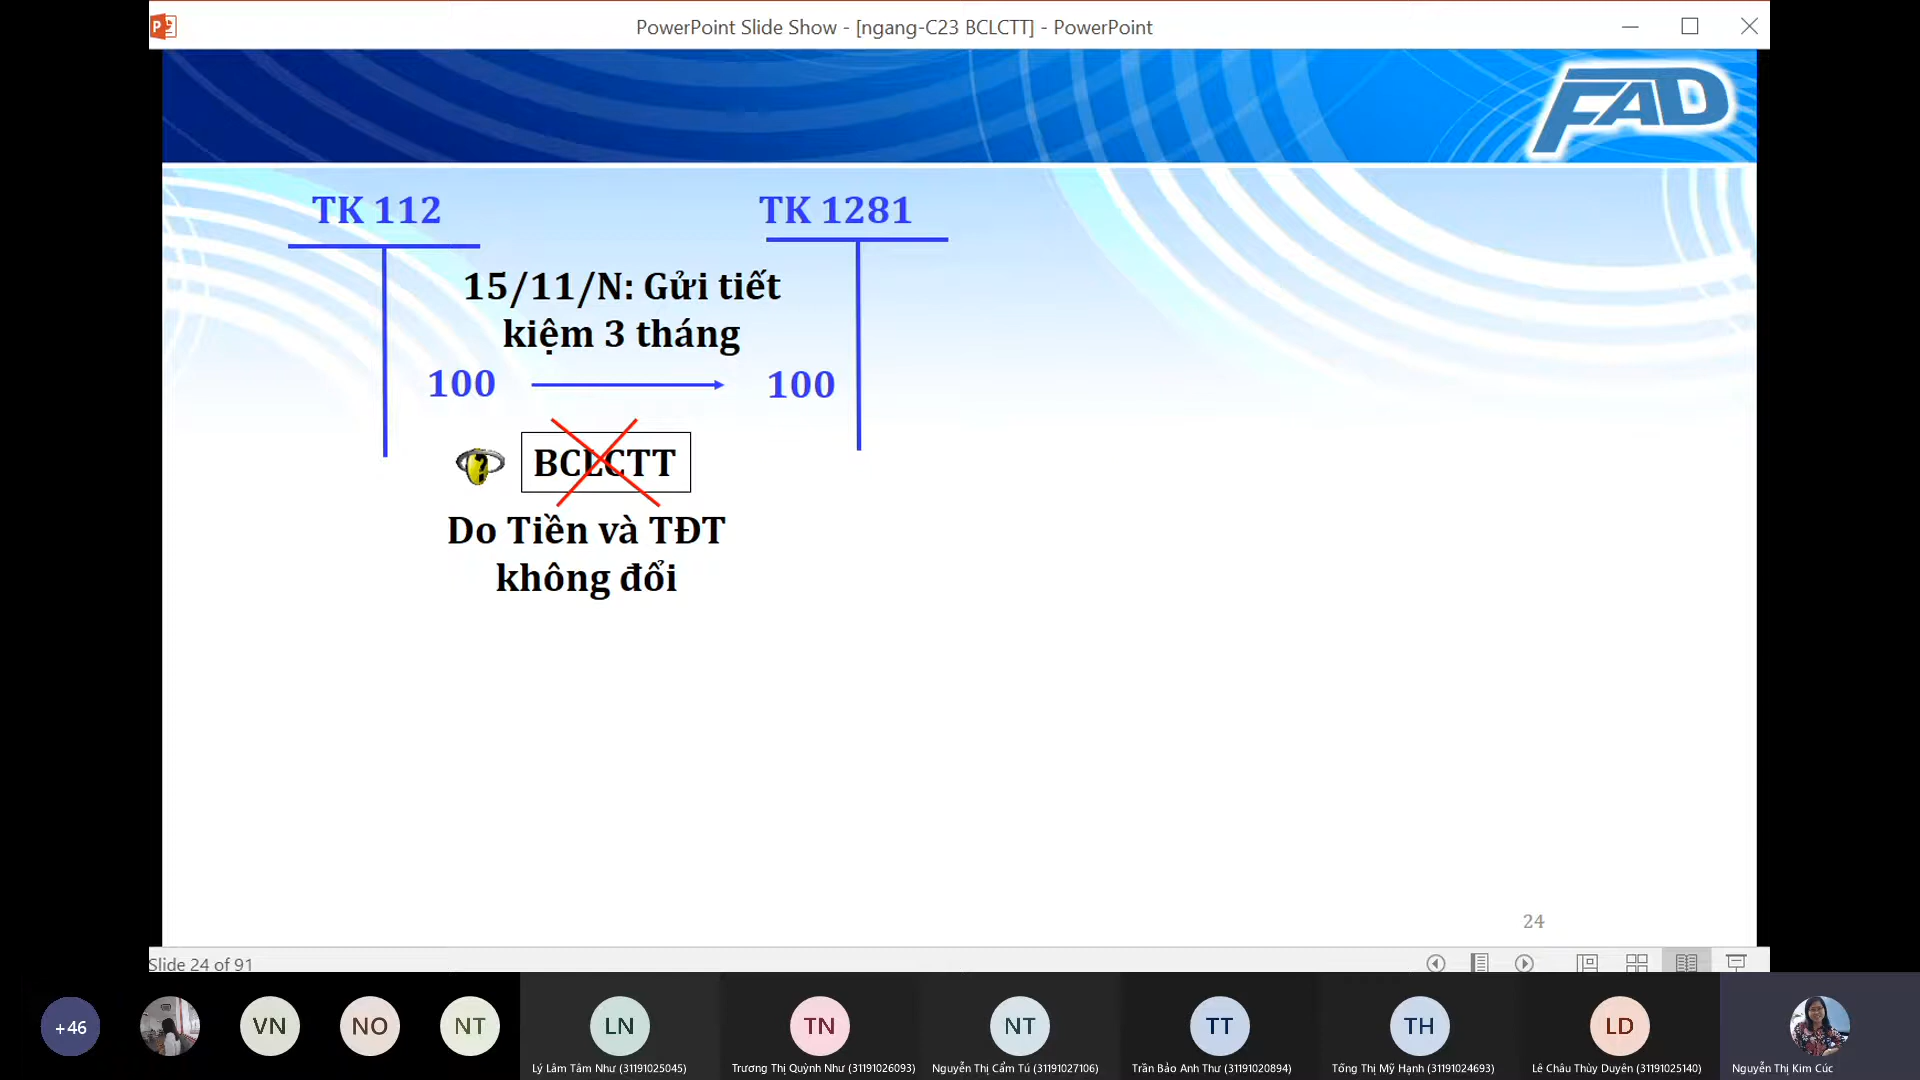 PowerPoint Slide Show - [ngang-C23 BCLCTT] - PowerPoint
FAD
TK 112
TK 1281
15/11/N: Gửi tiết
kiệm 3 tháng
100
100
BCLCTT
Do Tiền và TĐT
không đổi
24
Slide 24 of 91
+46
VN
NO
NT
LN
TN
NT
TT
TH
LD
Lý Lâm Tâm Như (31191025045)
Trương Thị Quỳnh Như (31191026093)
Nguyễn Thị Cẩm Tú (31191027106)
Trần Bảo Anh Thư (31191020894)
Tống Thị Mỹ Hạnh (31191024693)
Lê Châu Thùy Duyên (31191025140)
Nguyễn Thị Kim Cúc